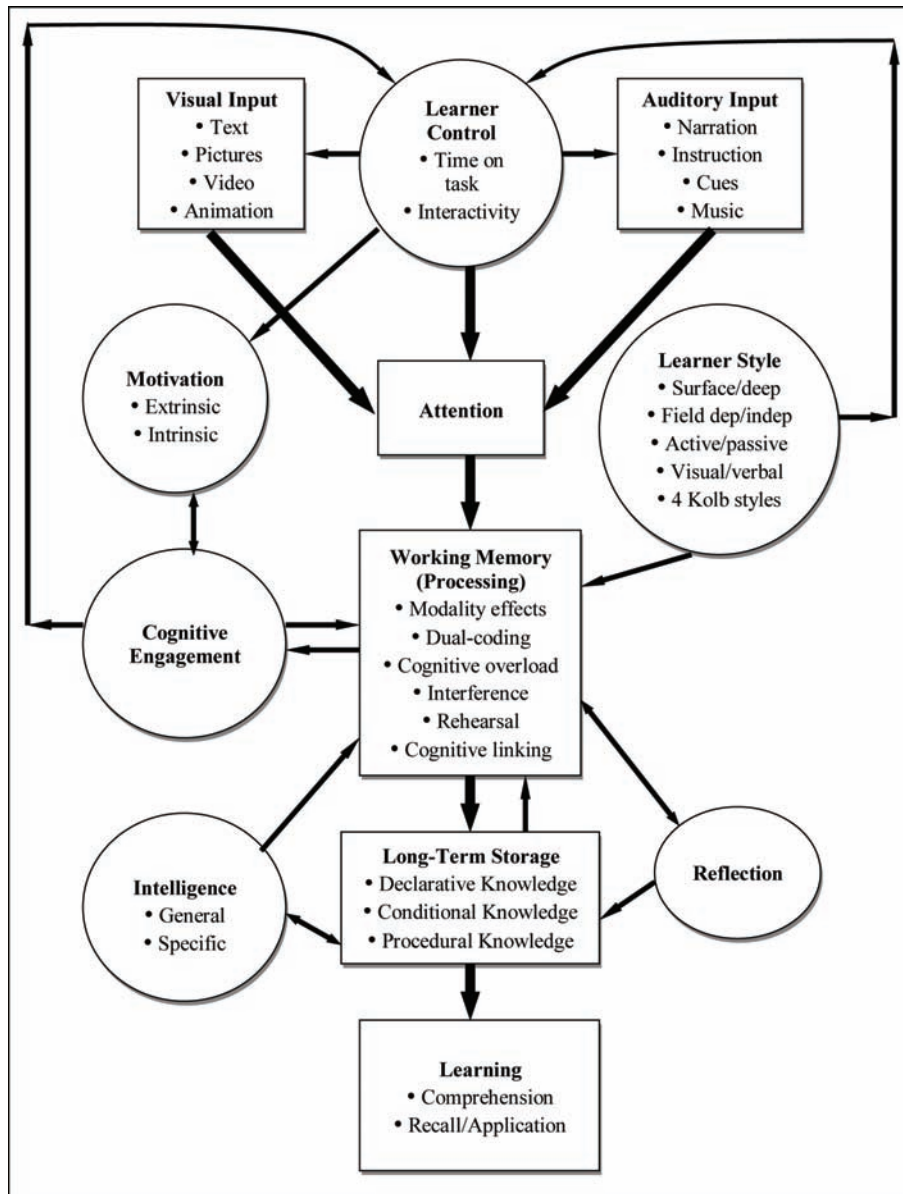 Visual Input
• Text
• Pictures
• Video
• Animation
Learner
Control
• Time on
task
• Interactivity
Auditory Input
• Narration
• Instruction
• Cues
• Music
Motivation
• Extrinsic
• Intrinsic
Attention
Learner Style
• Surface/deep
• Field dep/indep
• Active/passive
• Visual/verbal
• 4 Kolb styles
Cognitive
Engagement
Working Memory
(Processing)
• Modality effects
• Dual-coding
• Cognitive overload
• Interference
• Rehearsal
• Cognitive linking
Intelligence
• General
• Specific
Long-Term Storage
• Declarative Knowledge
• Conditional Knowledge
• Procedural Knowledge
Reflection
Learning
• Comprehension
• Recall/Application